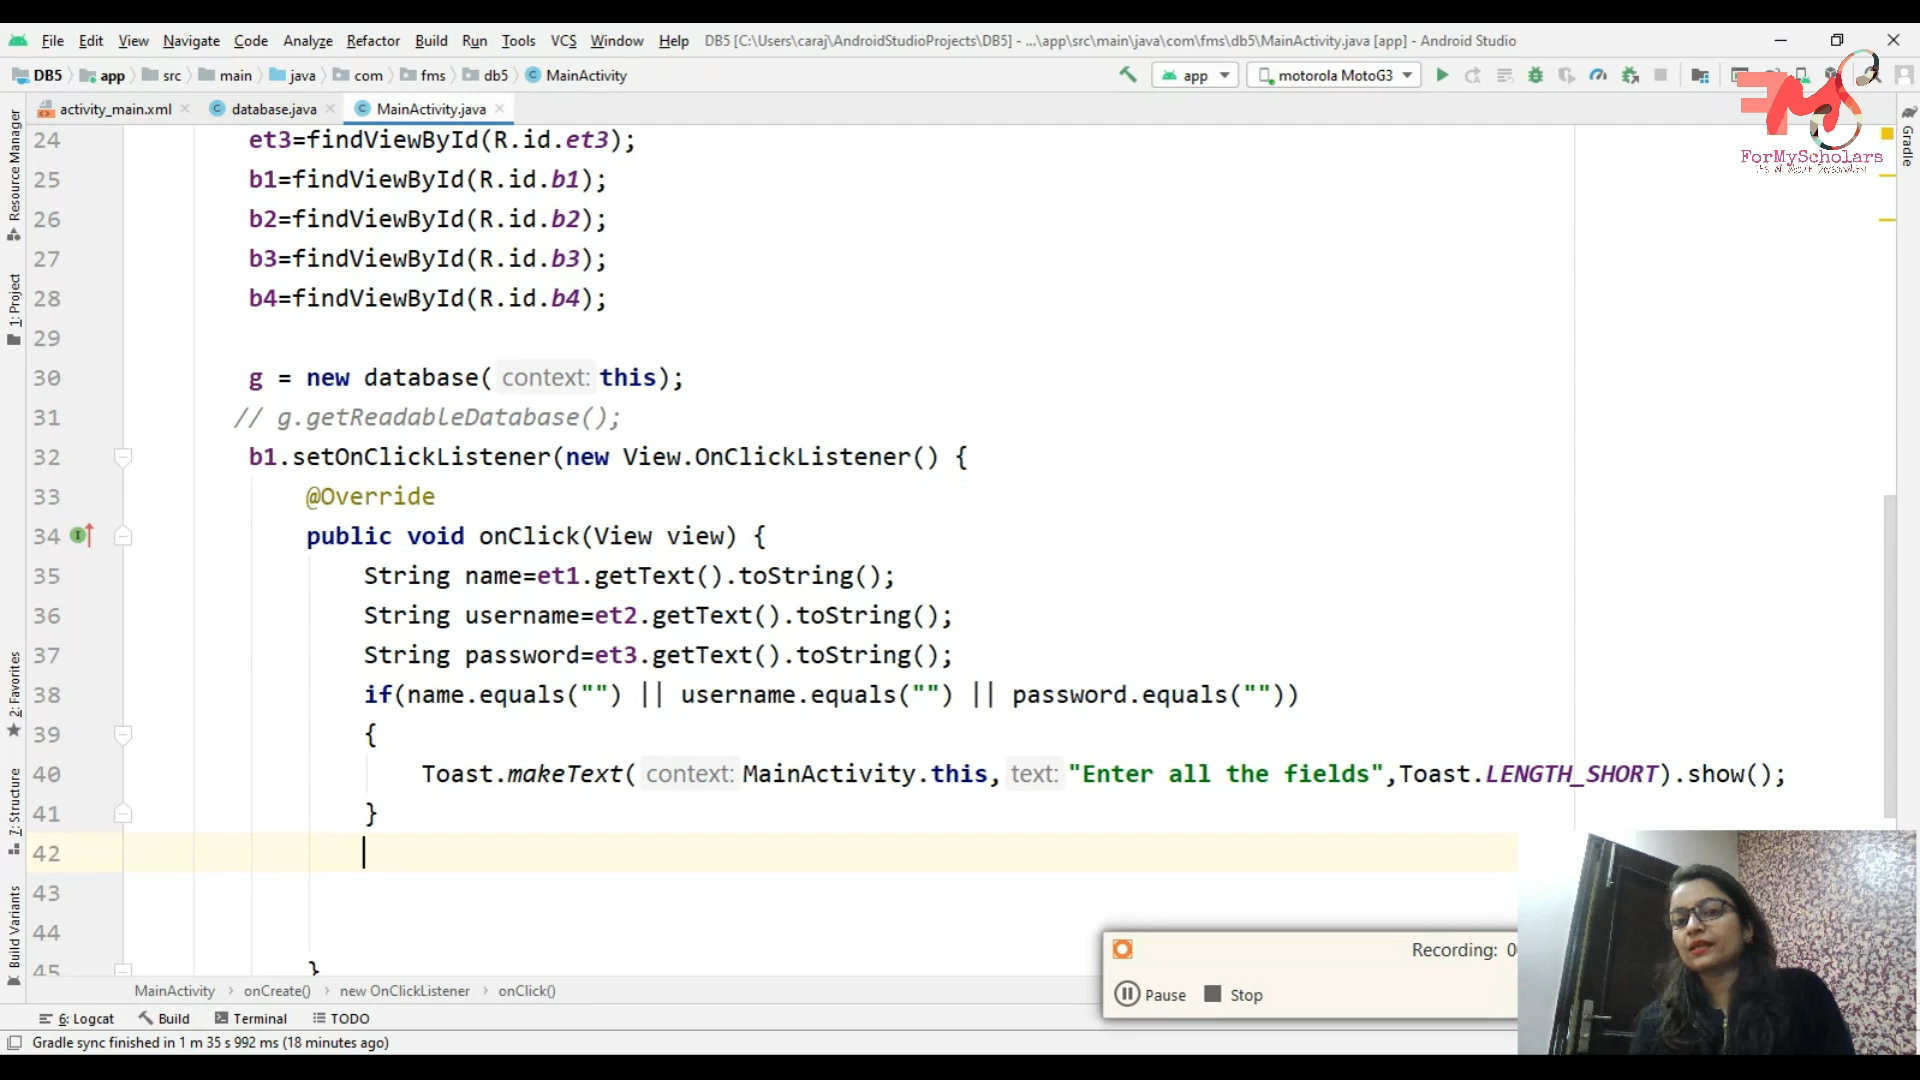 File Edit View Navigate Code Analyze Refactor Build Run Tools VCS Window Help DB5 [C:\Users\caraj\AndroidStudioProjects\DB5] - ...\app\src\main\java\com\fms\db5\MainActivity.java [app] - Android Studio
DB5 app src main java com fms db5 MainActivity app motorola MotoG3
activity_main.xml database.java MainActivity.java
ForMyScholars
Resource Manager
1: Project
2: Favorites
7: Structure
Build Variants
Gradle
24 et3=findViewById(R.id.et3);
25 b1=findViewById(R.id.b1);
26 b2=findViewById(R.id.b2);
27 b3=findViewById(R.id.b3);
28 b4=findViewById(R.id.b4);
29
30 g = new database( context: this);
31 // g.getReadableDatabase();
32 b1.setOnClickListener(new View.OnClickListener() {
33 @Override
34 public void onClick(View view) {
35 String name=et1.getText().toString();
36 String username=et2.getText().toString();
37 String password=et3.getText().toString();
38 if(name.equals("") || username.equals("") || password.equals(""))
39 {
40 Toast.makeText( context: MainActivity.this, text: "Enter all the fields",Toast.LENGTH_SHORT).show();
41 }
42
43
44
45 }
Recording: 0
Pause Stop
MainActivity onCreate() new OnClickListener onClick()
6: Logcat Build Terminal TODO
Gradle sync finished in 1 m 35 s 992 ms (18 minutes ago)